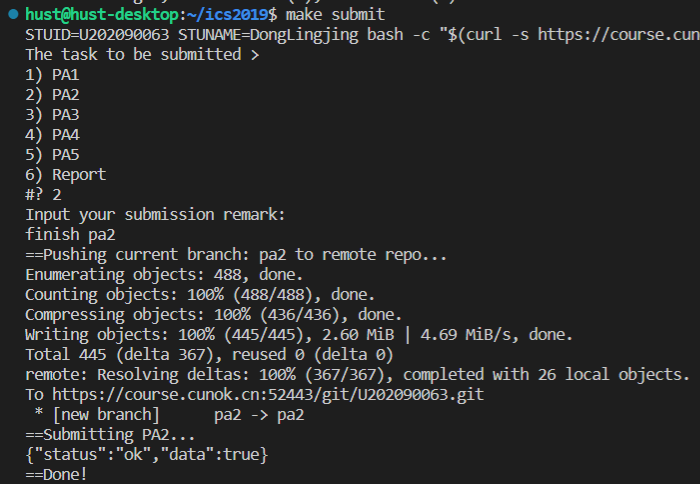 hust@hust-desktop:~/ics2019$ make submit
STUID=U202090063 STUNAME=DongLingjing bash -c "$(curl -s https://course.cun
The task to be submitted >
1) PA1
2) PA2
3) PA3
4) PA4
5) PA5
6) Report
#? 2
Input your submission remark:
finish pa2
==Pushing current branch: pa2 to remote repo...
Enumerating objects: 488, done.
Counting objects: 100% (488/488), done.
Compressing objects: 100% (436/436), done.
Writing objects: 100% (445/445), 2.60 MiB | 4.69 MiB/s, done.
Total 445 (delta 367), reused 0 (delta 0)
remote: Resolving deltas: 100% (367/367), completed with 26 local objects.
To https://course.cunok.cn:52443/git/U202090063.git
 * [new branch]      pa2 -> pa2
==Submitting PA2...
{"status":"ok","data":true}
==Done!